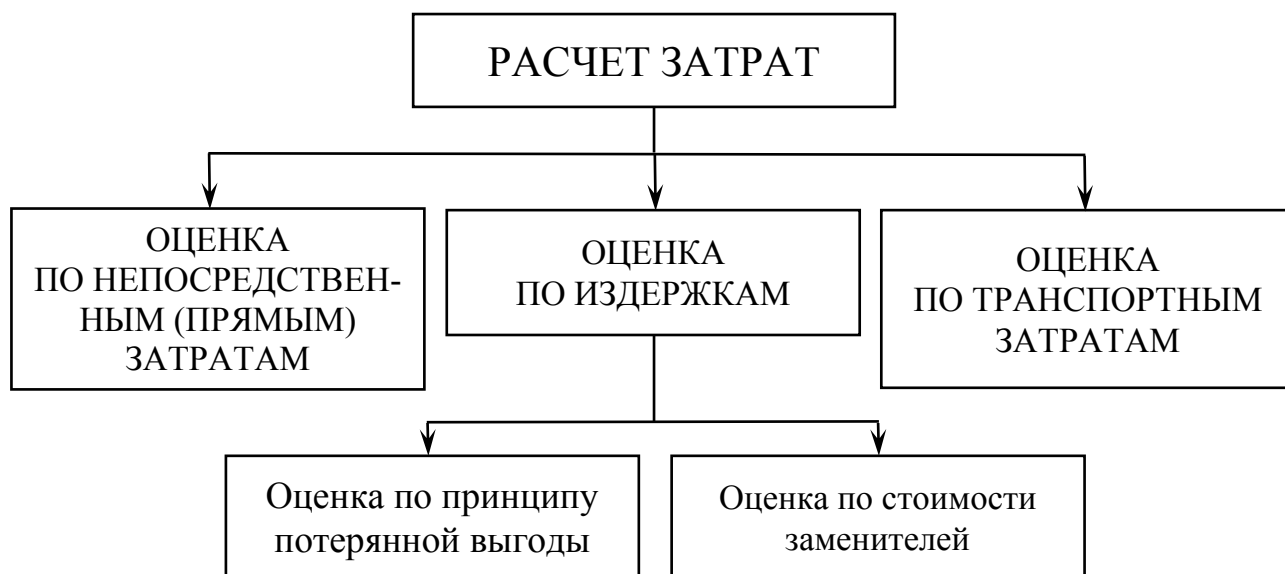 РАСЧЕТ ЗАТРАТ
ОЦЕНКА
ПО НЕПОСРЕДСТВЕН-
НЫМ (ПРЯМЫМ)
ЗАТРАТАМ
ОЦЕНКА
ПО ИЗДЕРЖКАМ
ОЦЕНКА
ПО ТРАНСПОРТНЫМ
ЗАТРАТАМ
Оценка по принципу
потерянной выгоды
Оценка по стоимости
заменителей